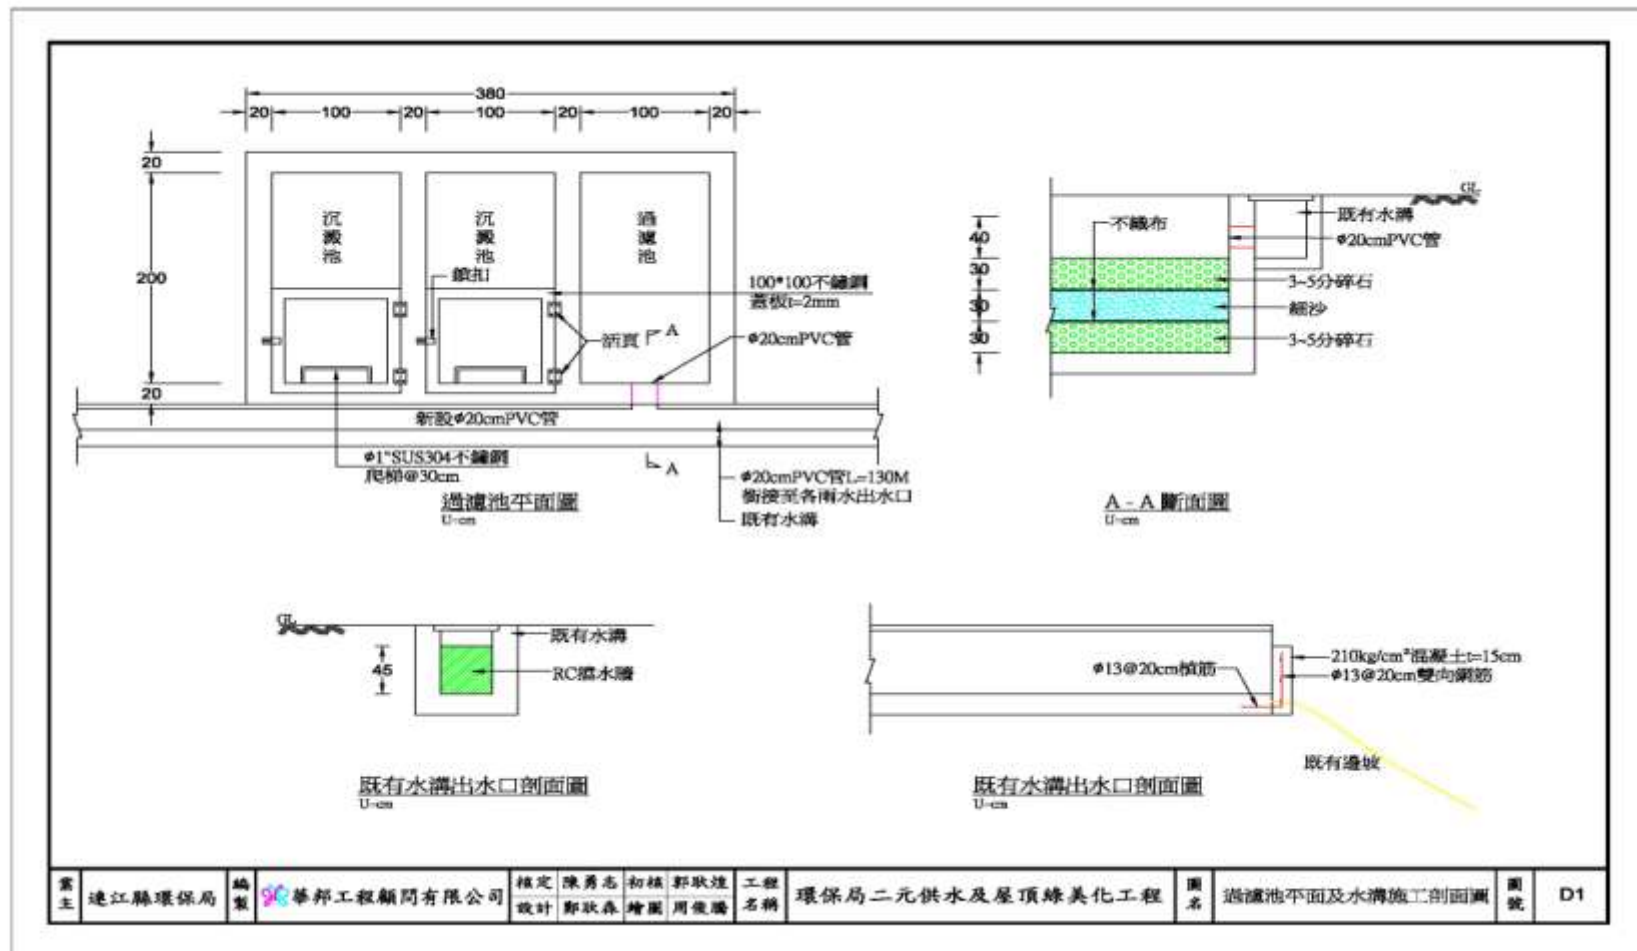 380
20 100 20 100 20 100 20
20
200
20
沉澱池
沉澱池
過濾池
鎖扣
100*100不鏽鋼
蓋板t=2mm
活頁
A
ϕ20cmPVC管
新設ϕ20cmPVC管
ϕ1"SUS304不鏽鋼
爬梯@30cm
A
ϕ20cmPVC管L=130M
銜接至各雨水出水口
既有水溝
過濾池平面圖
U=cm
GL
既有水溝
ϕ20cmPVC管
不織布
40
30
30
30
3~5分碎石
細沙
3~5分碎石
A - A 斷面圖
U=cm
GL
既有水溝
45
RC擋水牆
既有水溝出水口剖面圖
U=cm
ϕ13@20cm植筋
210kg/cm²混凝土t=15cm
ϕ13@20cm雙向鋼筋
既有邊坡
既有水溝出水口剖面圖
U=cm
業主 連江縣環保局 編製 華邦工程顧問有限公司
核定 陳勇志 初核 郭耿煌
設計 鄭耿森 繪圖 周俊騰
工程名稱 環保局二元供水及屋頂綠美化工程 圖名 過濾池平面及水溝施工剖面圖 圖號 D1